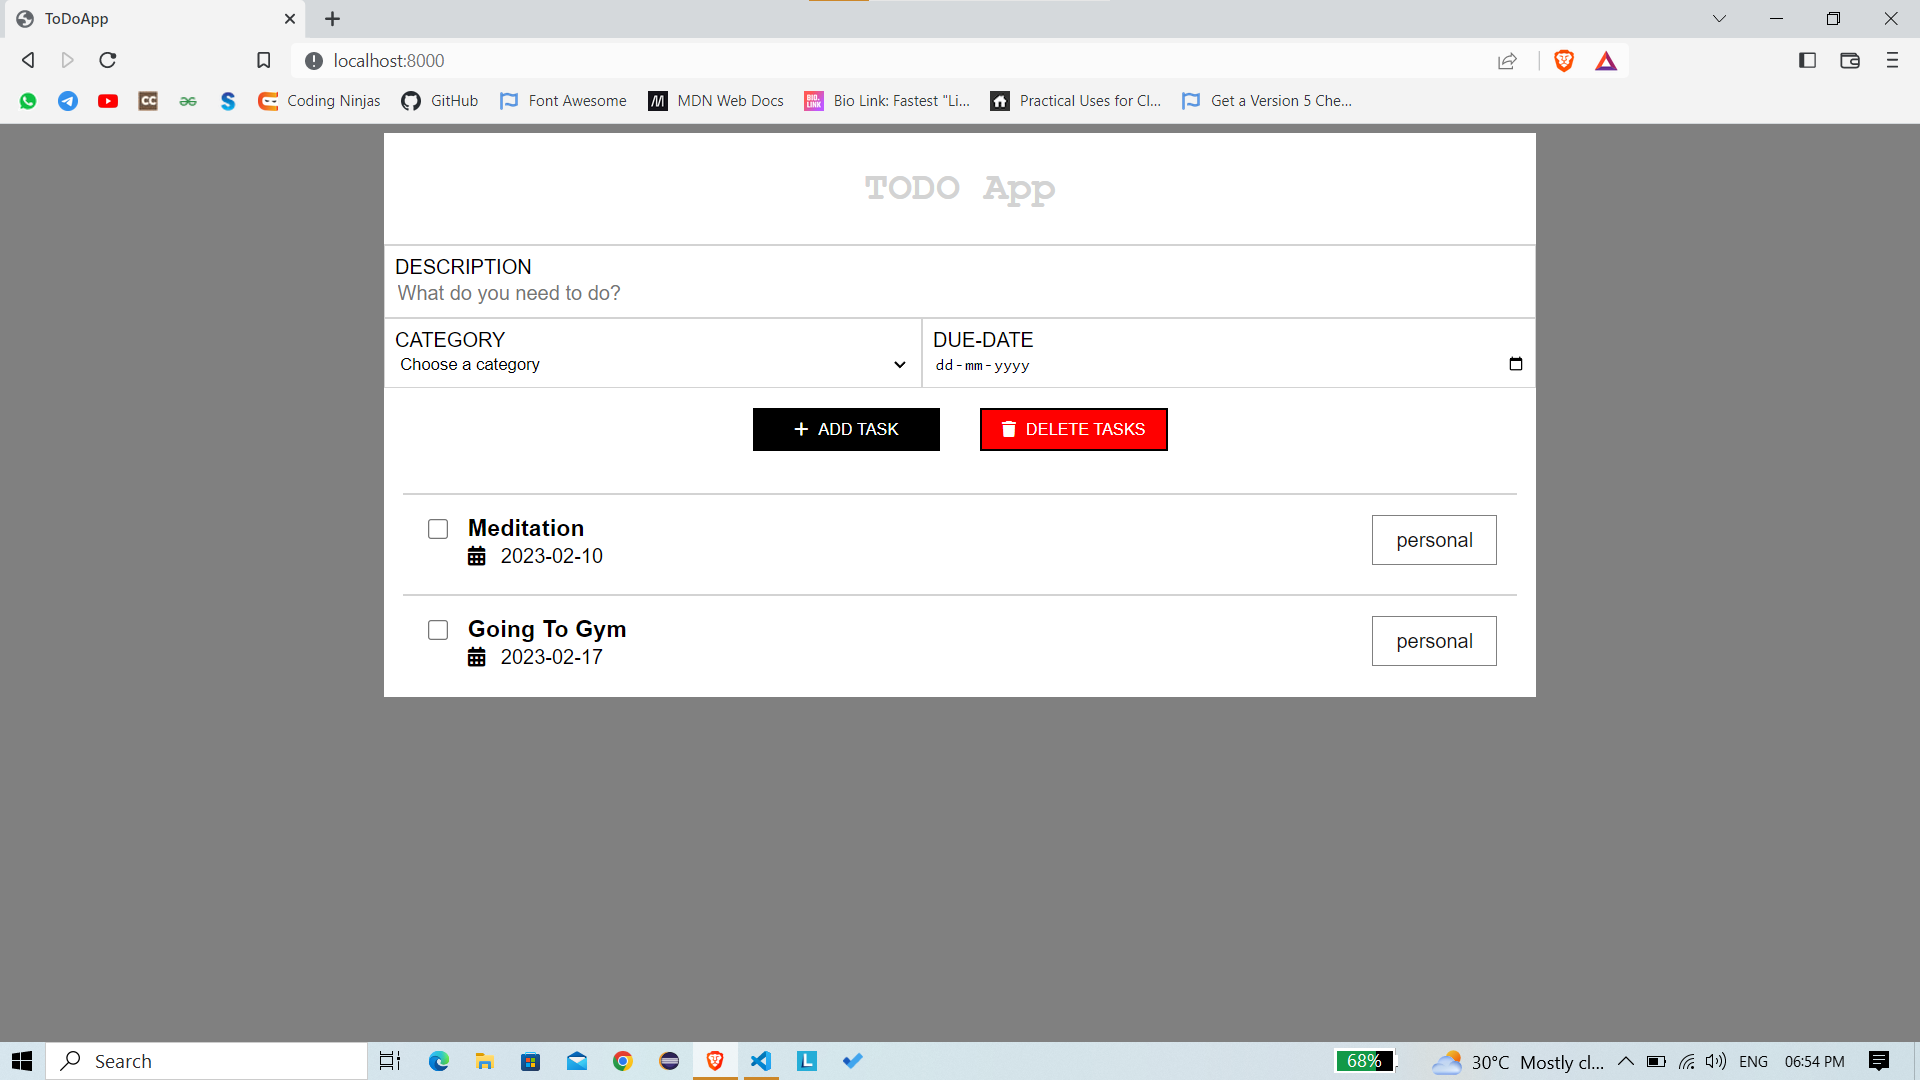 ToDoApp
localhost:8000
CC
Coding Ninjas
GitHub
Font Awesome
MDN Web Docs
BIO.LINK
Bio Link: Fastest "Li...
Practical Uses for Cl...
Get a Version 5 Che...
TODO App
DESCRIPTION
What do you need to do?
CATEGORY
Choose a category
DUE-DATE
dd-mm-yyyy
ADD TASK
DELETE TASKS
Meditation
2023-02-10
personal
Going To Gym
2023-02-17
personal
Search
L
68%
30°C Mostly cl...
ENG
06:54 PM